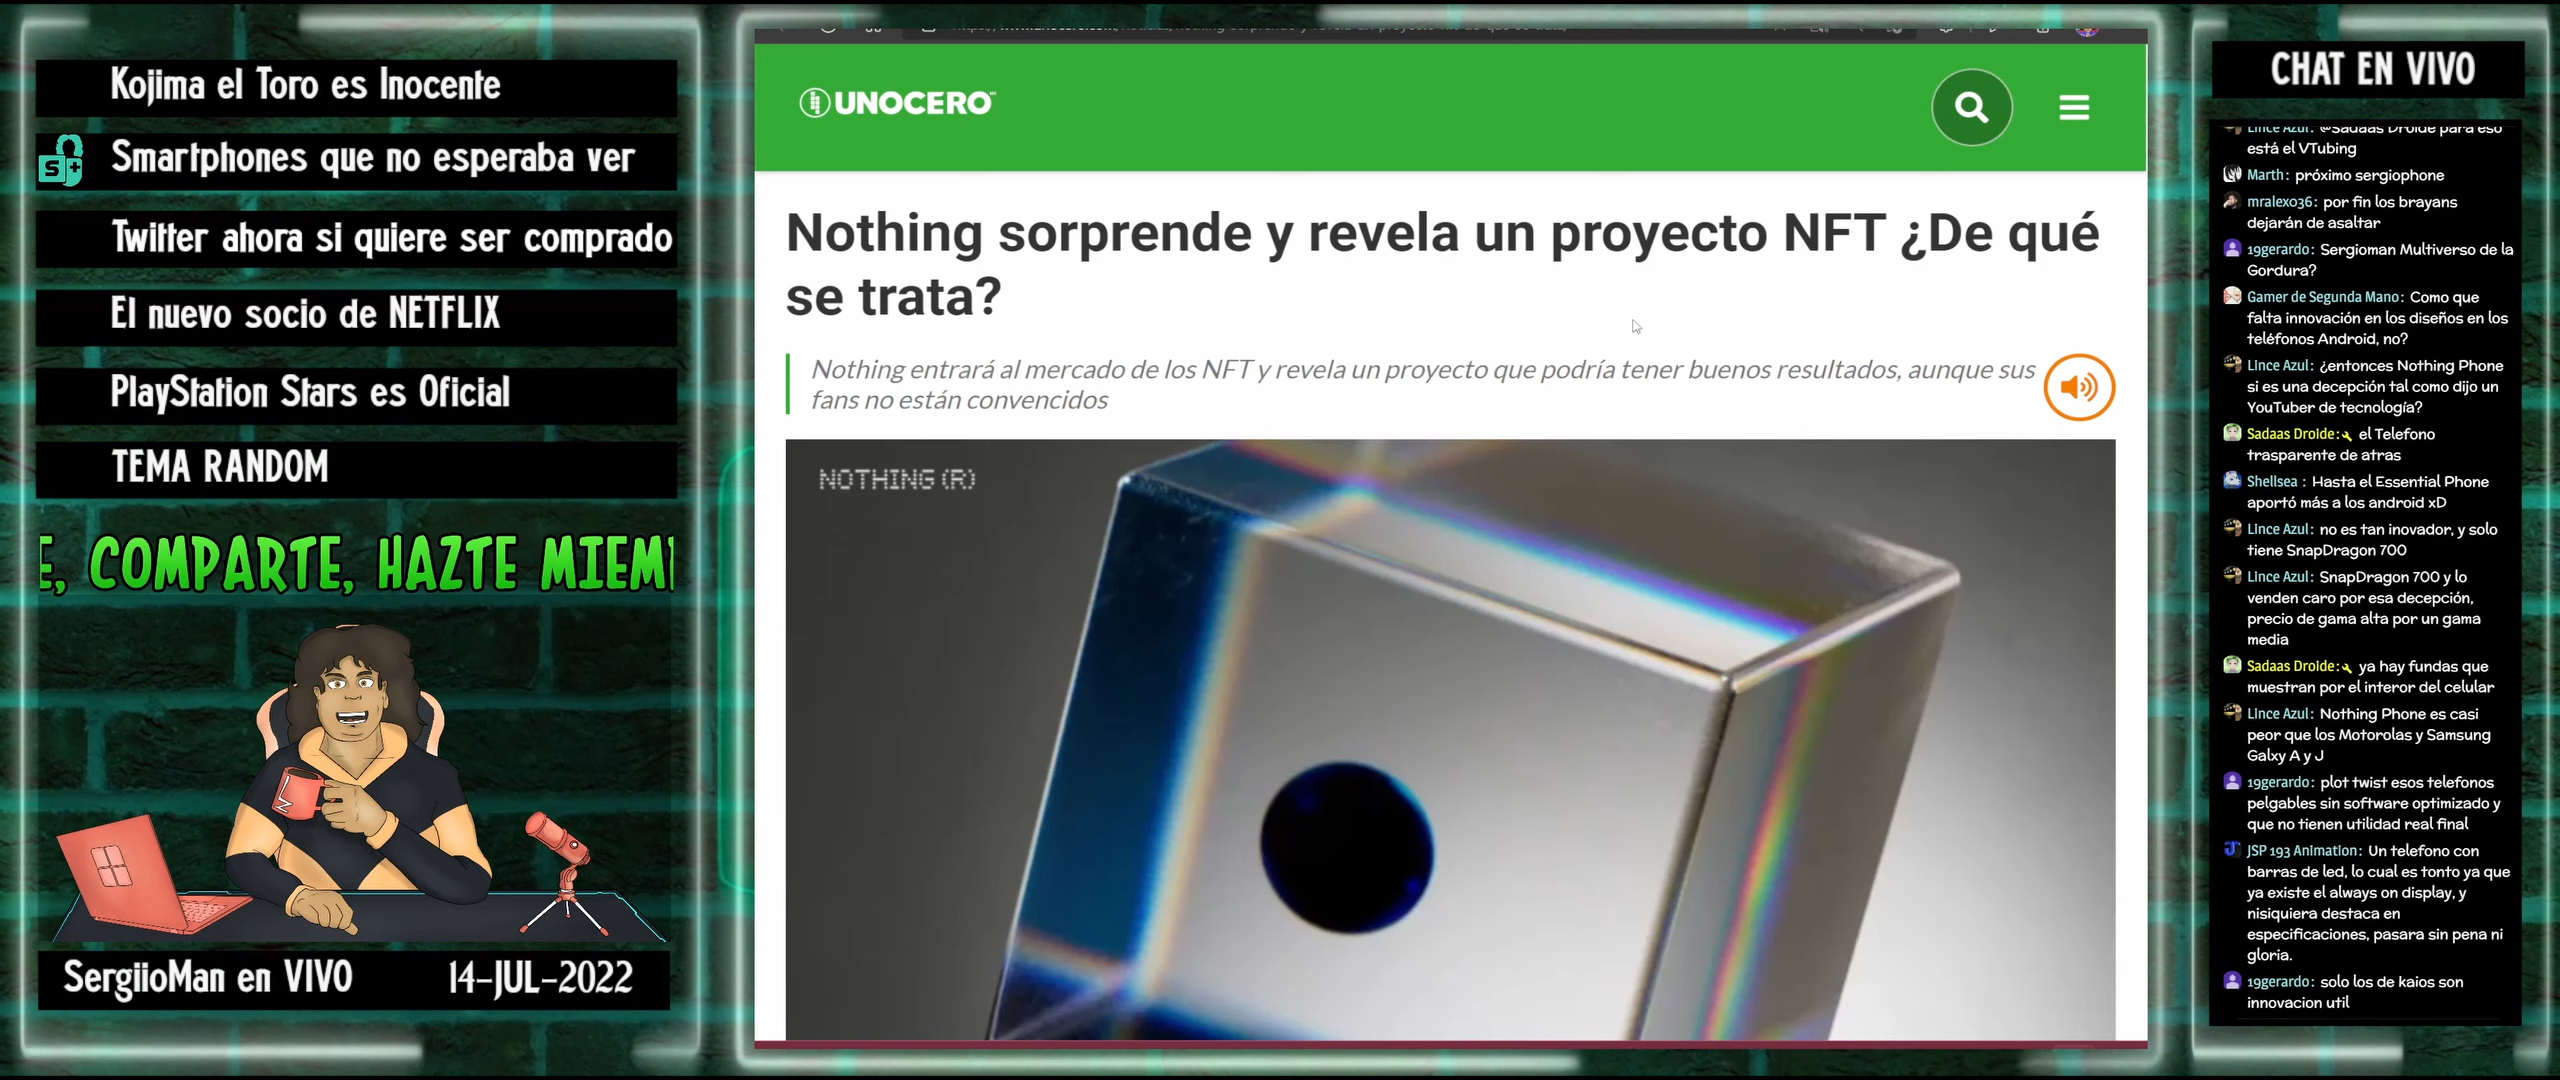 Kojima el Toro es Inocente
S+
Smartphones que no esperaba ver
Twitter ahora si quiere ser comprado
El nuevo socio de NETFLIX
PlayStation Stars es Oficial
TEMA RANDOM
E, COMPARTE, HAZTE MIEM
SergiioMan en VIVO
14-JUL-2022
UNOCERO
Nothing sorprende y revela un proyecto NFT ¿De qué
se trata?
Nothing entrará al mercado de los NFT y revela un proyecto que podría tener buenos resultados, aunque sus
fans no están convencidos
NOTHING (R)
CHAT EN VIVO
Lince Azul: @Sadaas Droide para eso
está el VTubing
Marth: próximo sergiophone
mralexo36: por fin los brayans
dejarán de asaltar
19gerardo: Sergioman Multiverso de la
Gordura?
Gamer de Segunda Mano: Como que
falta innovación en los diseños en los
teléfonos Android, no?
Lince Azul: ¿entonces Nothing Phone
si es una decepción tal como dijo un
YouTuber de tecnología?
Sadaas Droide: el Telefono
trasparente de atras
Shellsea : Hasta el Essential Phone
aportó más a los android xD
Lince Azul: no es tan inovador, y solo
tiene SnapDragon 700
Lince Azul: SnapDragon 700 y lo
venden caro por esa decepción,
precio de gama alta por un gama
media
Sadaas Droide: ya hay fundas que
muestran por el interor del celular
Lince Azul: Nothing Phone es casi
peor que los Motorolas y Samsung
Galxy A y J
19gerardo: plot twist esos telefonos
pelgables sin software optimizado y
que no tienen utilidad real final
JSP 193 Animation: Un telefono con
barras de led, lo cual es tonto ya que
ya existe el always on display, y
nisiquiera destaca en
especificaciones, pasara sin pena ni
gloria.
19gerardo: solo los de kaios son
innovacion util